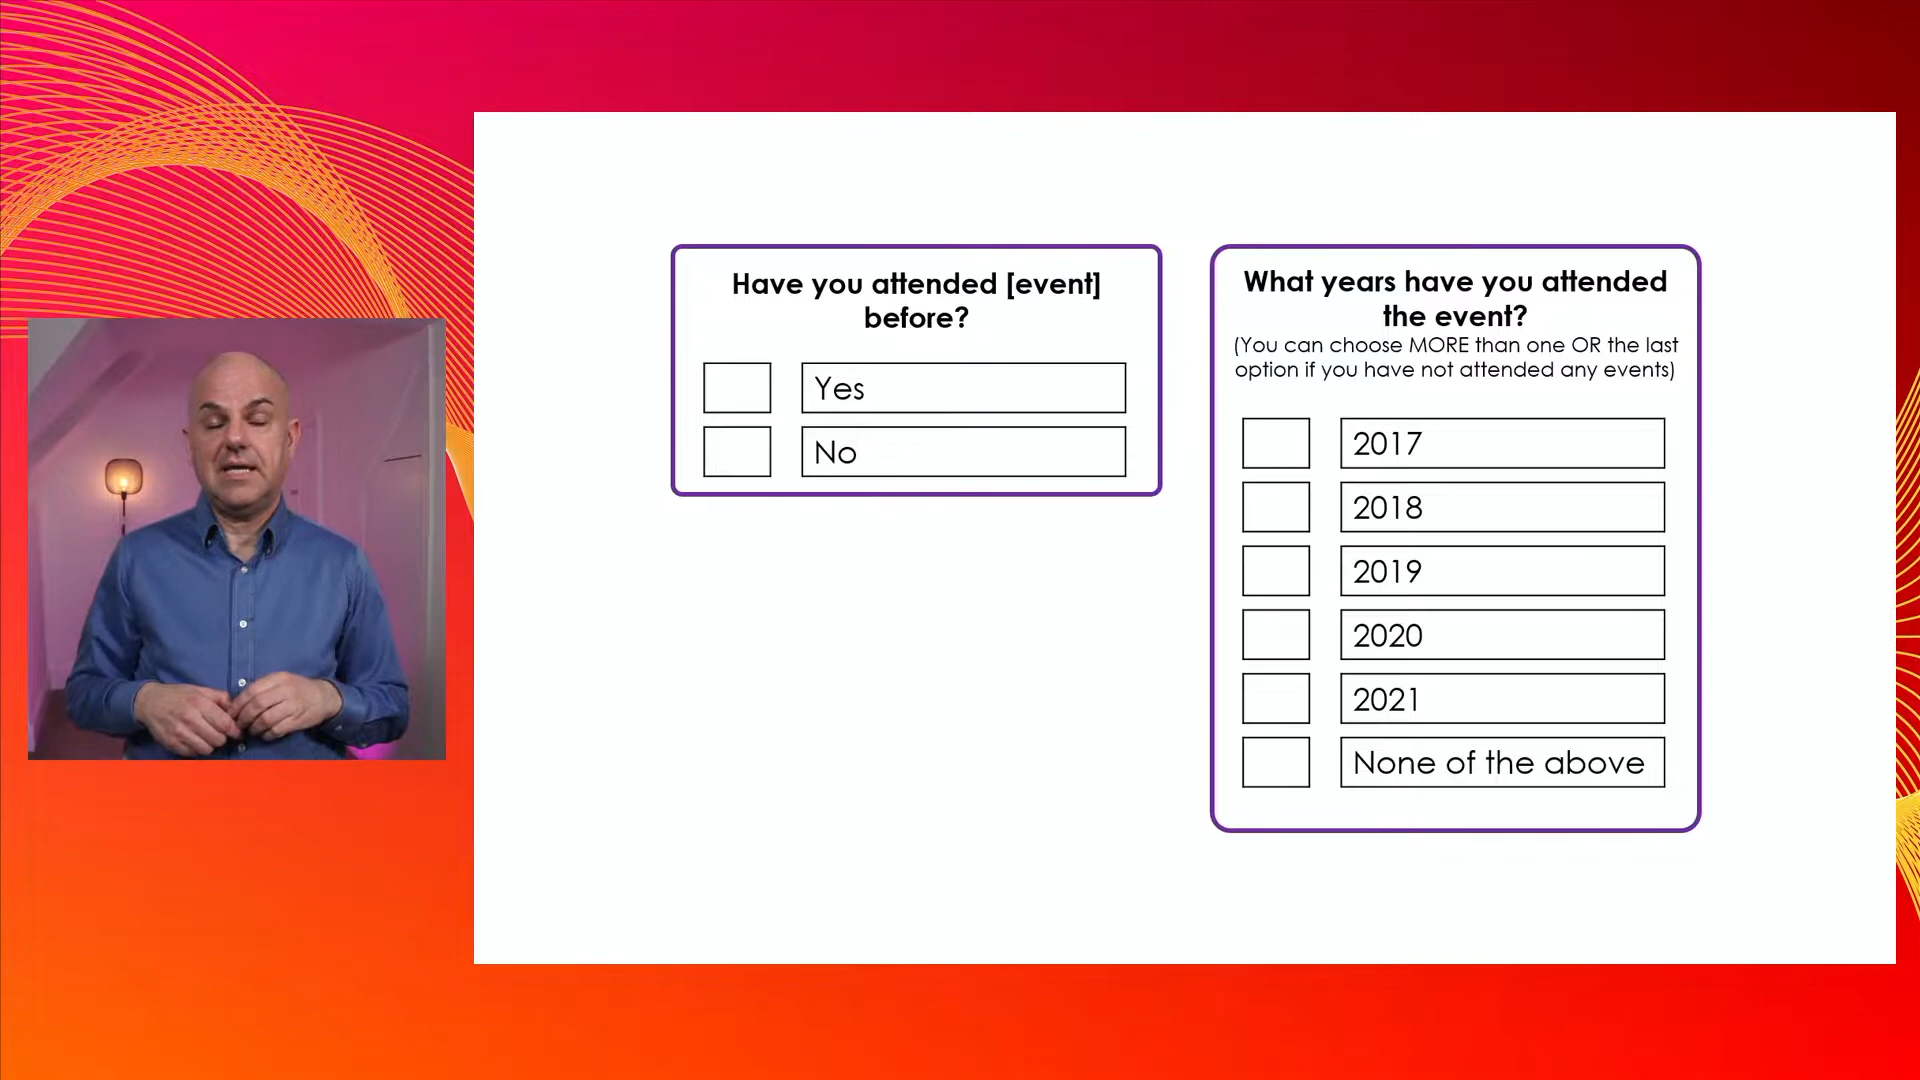 Have you attended [event]
before?
Yes
No
What years have you attended
the event?
(You can choose MORE than one OR the last
option if you have not attended any events)
2017
2018
2019
2020
2021
None of the above